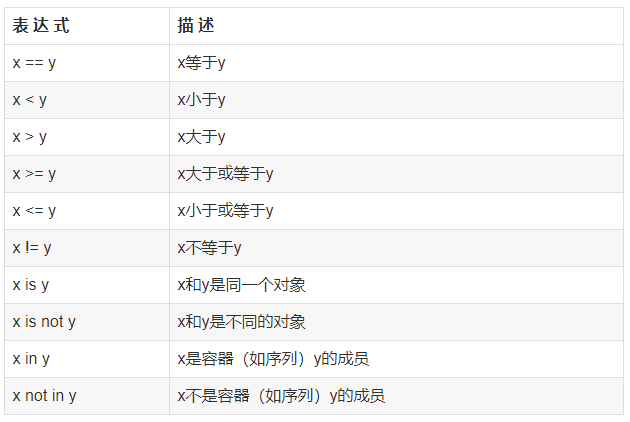 表 达 式 描 述
x == y x等于y
x < y x小于y
x > y x大于y
x >= y x大于或等于y
x <= y x小于或等于y
x != y x不等于y
x is y x和y是同一个对象
x is not y x和y是不同的对象
x in y x是容器（如序列）y的成员
x not in y x不是容器（如序列）y的成员